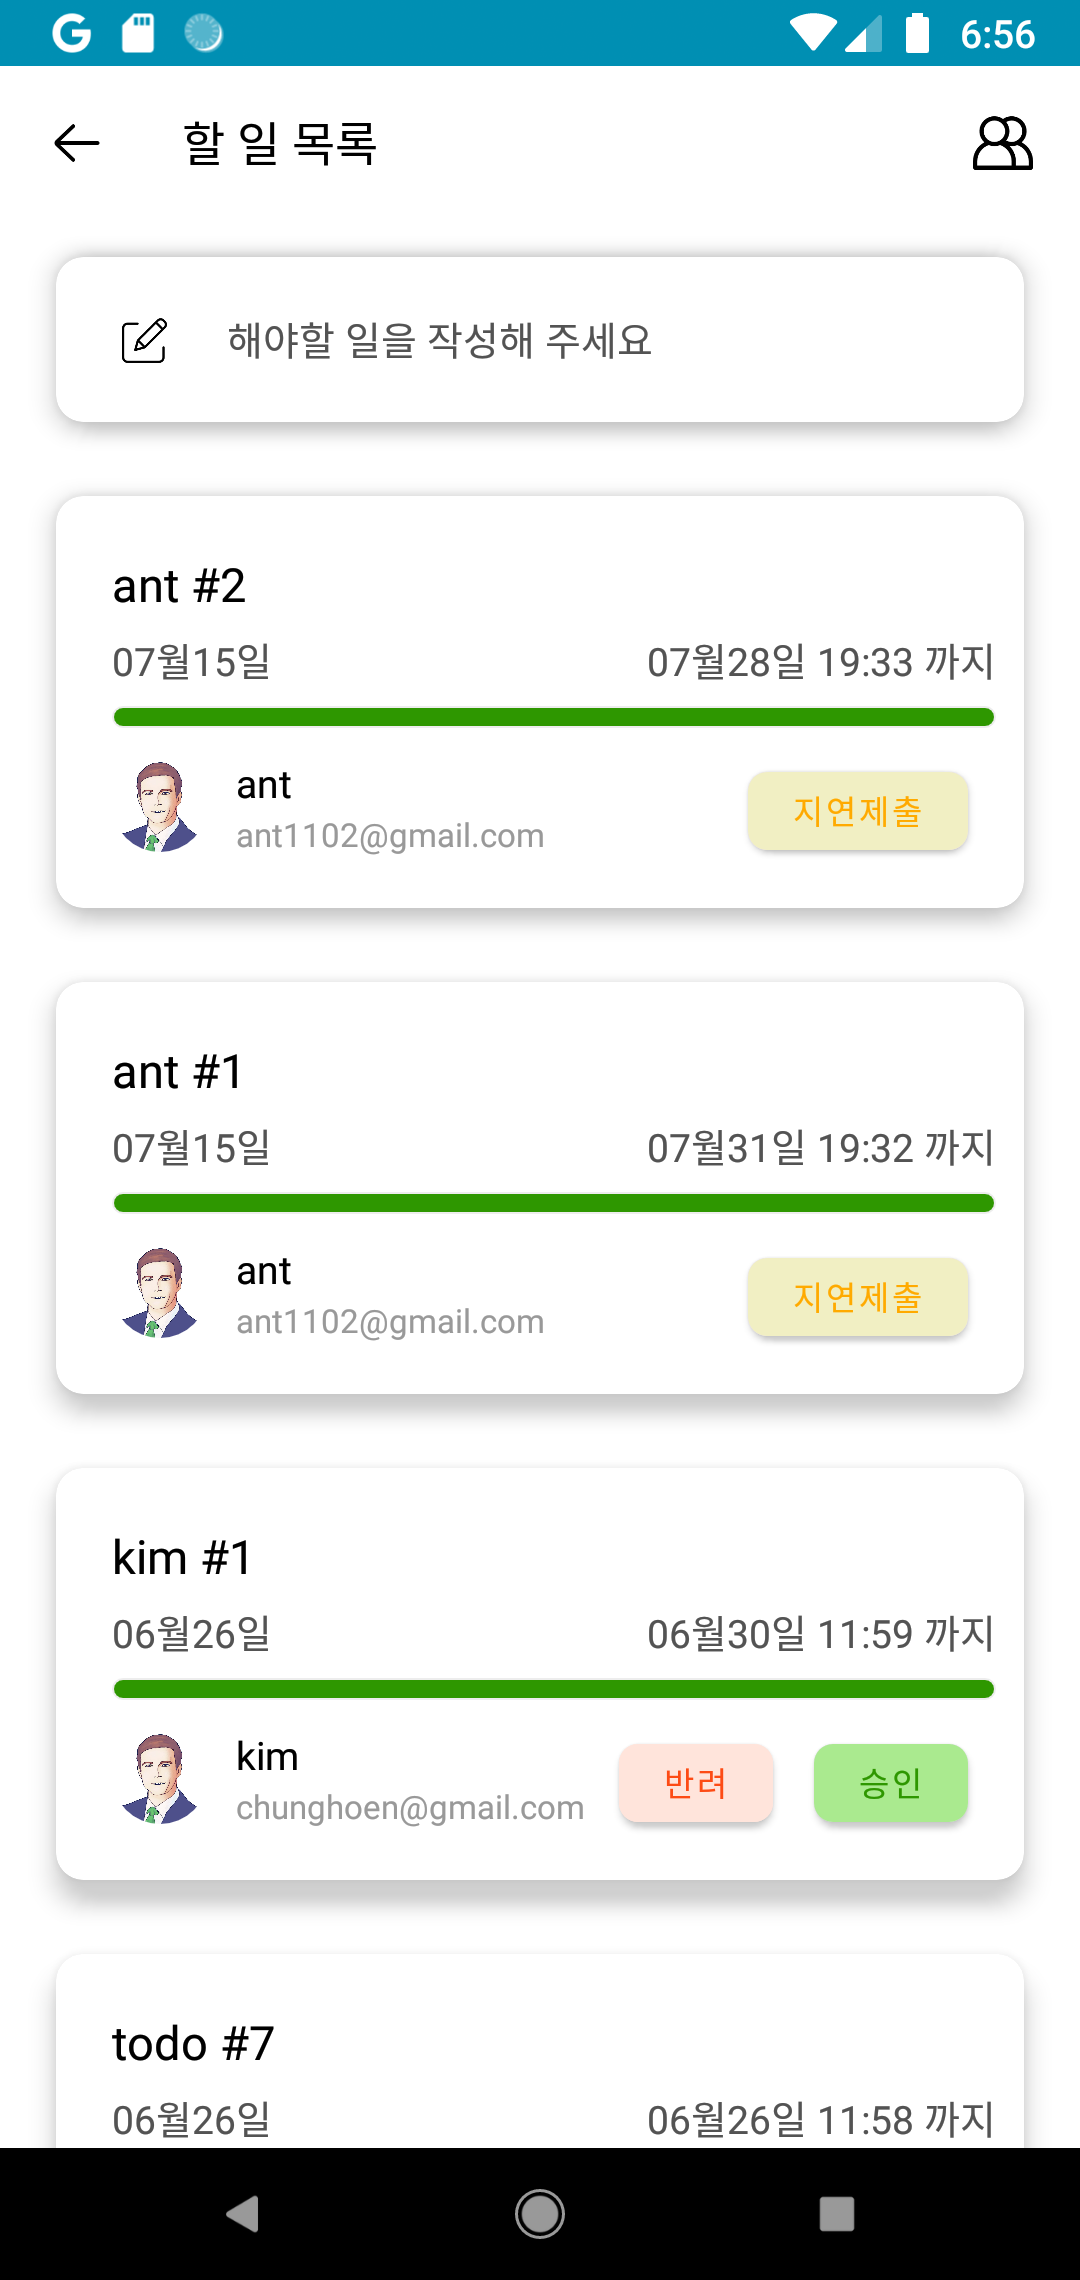 6:56
할 일 목록
해야할 일을 작성해 주세요
ant #2
07월15일 07월28일 19:33 까지
ant
ant1102@gmail.com
지연제출
ant #1
07월15일 07월31일 19:32 까지
ant
ant1102@gmail.com
지연제출
kim #1
06월26일 06월30일 11:59 까지
kim
chunghoen@gmail.com
반려 승인
todo #7
06월26일 06월26일 11:58 까지